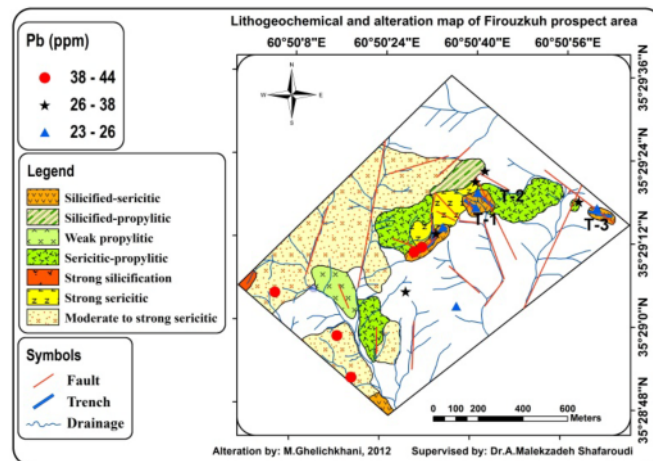 Lithogeochemical and alteration map of Firouzkuh prospect area
Pb (ppm)
38 - 44
26 - 38
23 - 26
Legend
Silicified-sericitic
Silicified-propylitic
Weak propylitic
Sericitic-propylitic
Strong silicification
Strong sericitic
Moderate to strong sericitic
Symbols
Fault
Trench
Drainage
60°50'8"E 60°50'24"E 60°50'40"E 60°50'56"E
N
W E
S
T-2
T-1
T-3
35°29'36"N
35°29'24"N
35°29'12"N
35°29'0"N
35°28'48"N
0 50 100 200 300 400 600
Meters
Alteration by: M.Ghelichkhani, 2012 Supervised by: Dr.A.Malekzadeh Shafaroudi